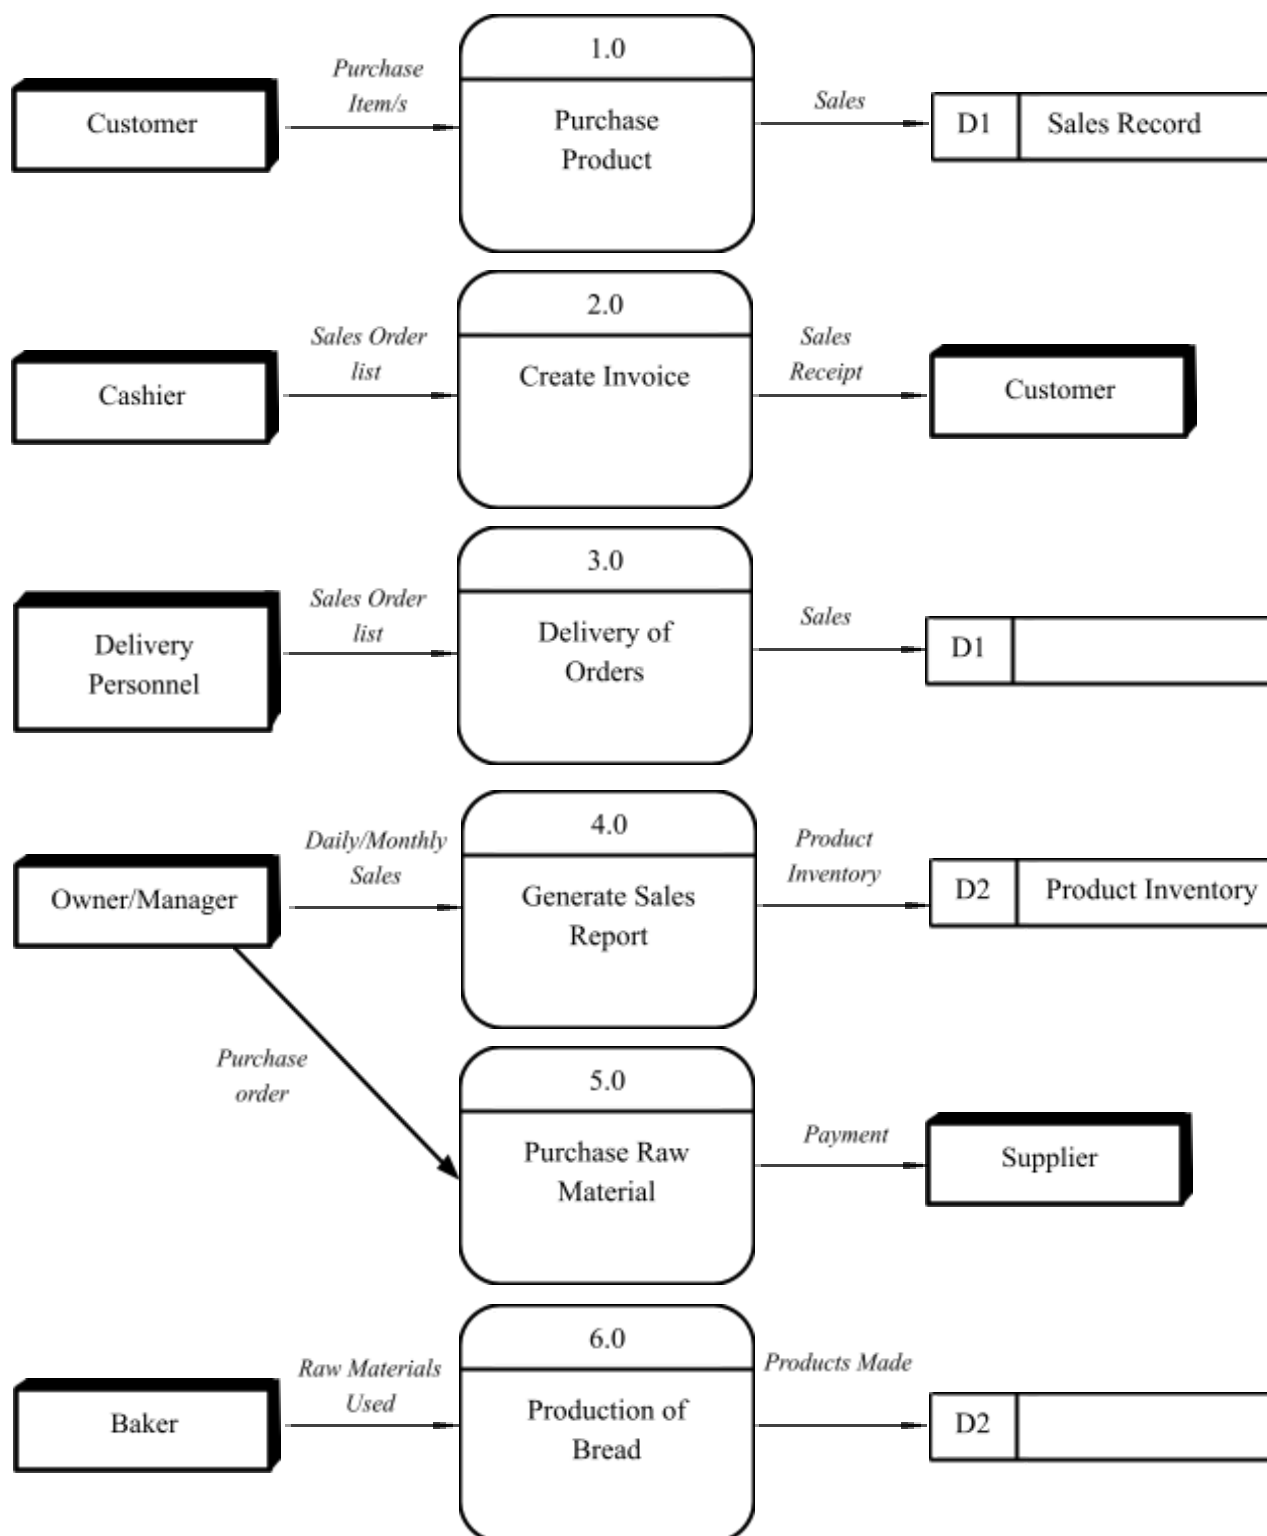 1.0
Purchase
Item/s
Customer
Purchase
Product
Sales
D1
Sales Record
2.0
Sales Order
list
Cashier
Create Invoice
Sales
Receipt
Customer
3.0
Sales Order
list
Delivery
Personnel
Delivery of
Orders
Sales
D1
4.0
Daily/Monthly
Sales
Owner/Manager
Generate Sales
Report
Product
Inventory
D2
Product Inventory
Purchase
order
5.0
Purchase Raw
Material
Payment
Supplier
6.0
Raw Materials
Used
Baker
Production of
Bread
Products Made
D2